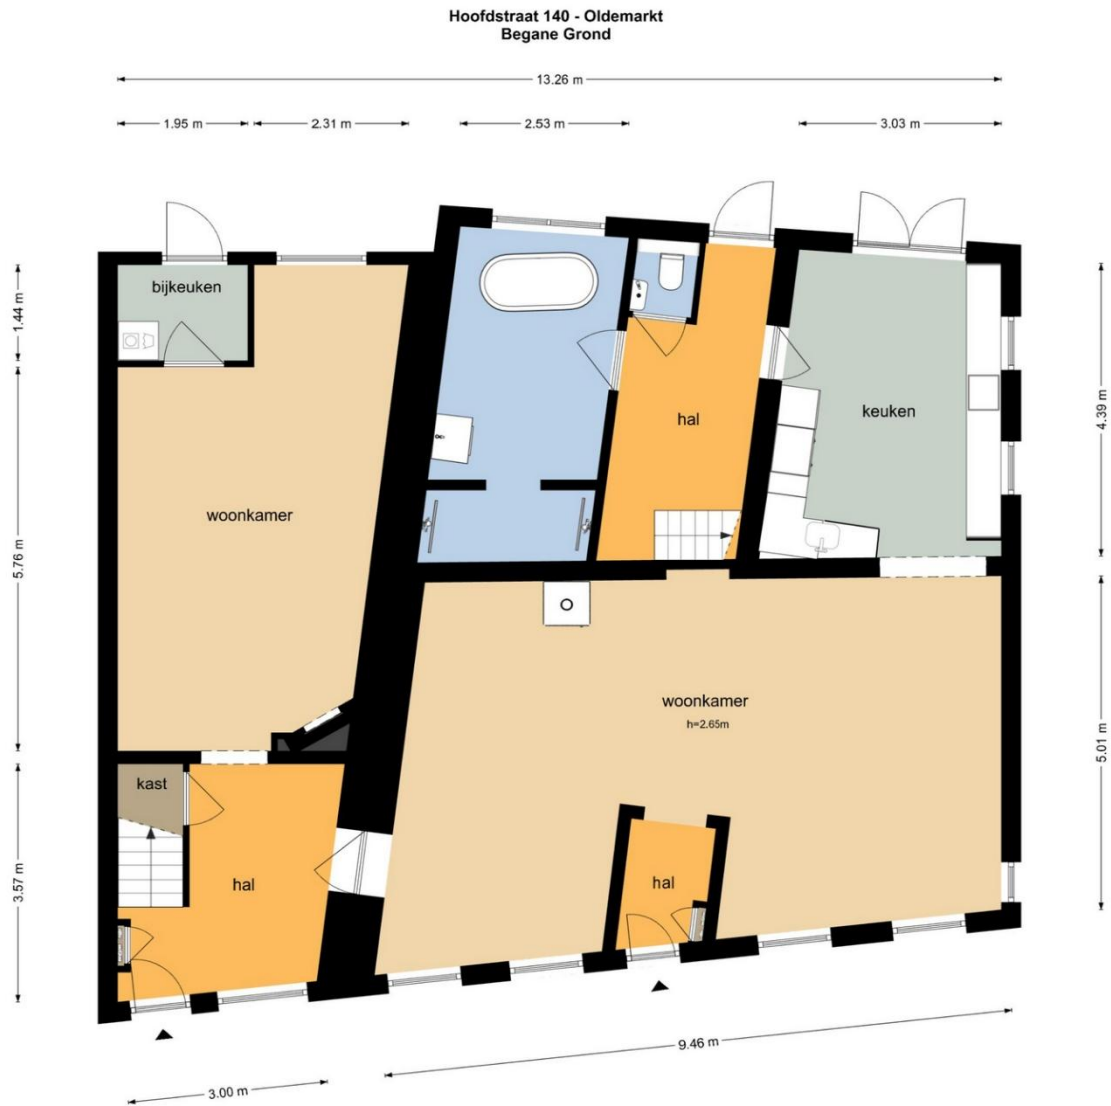 Hoofdstraat 140 - Oldemarkt
Begane Grond
13.26 m
1.95 m
2.31 m
2.53 m
3.03 m
1.44 m
bijkeuken
4.39 m
hal
keuken
woonkamer
5.76 m
woonkamer
h=2.65m
5.01 m
kast
3.57 m
hal
hal
9.46 m
3.00 m